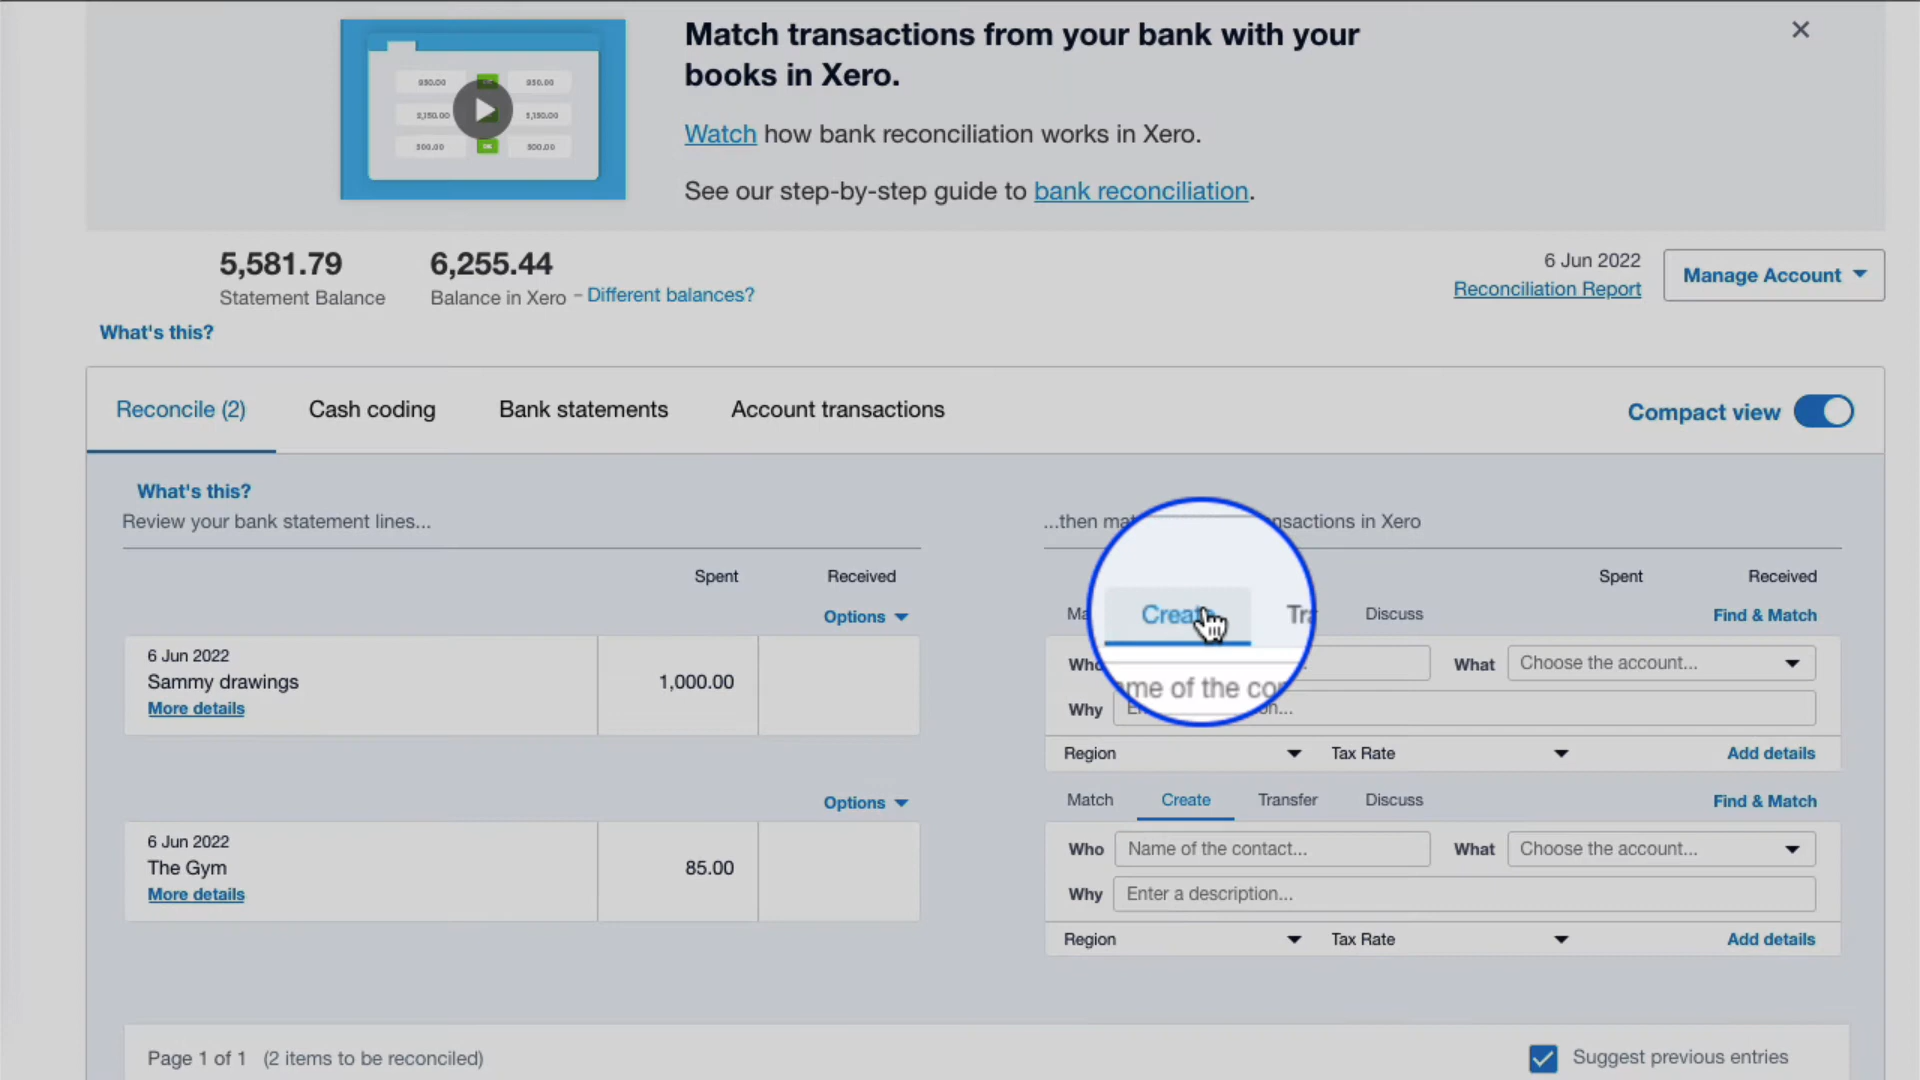 Match transactions from your bank with your
books in Xero.
Watch how bank reconciliation works in Xero.
See our step-by-step guide to bank reconciliation.
5,581.79
Statement Balance
6,255.44
Balance in Xero - Different balances?
6 Jun 2022
Reconciliation Report
Manage Account
What's this?
Reconcile (2)
Cash coding
Bank statements
Account transactions
Compact view
What's this?
Review your bank statement lines...
...then
Xero
Spent
Received
Spent
Received
Options
Create
Discuss
Find & Match
6 Jun 2022
Sammy drawings
More details
1,000.00
Who
of the
What
Choose the account...
Why
Region
Tax Rate
Add details
Options
Match
Create
Transfer
Discuss
Find & Match
6 Jun 2022
The Gym
More details
85.00
Who
Name of the contact...
What
Choose the account...
Why
Enter a description...
Region
Tax Rate
Add details
Page 1 of 1 (2 items to be reconciled)
Suggest previous entries